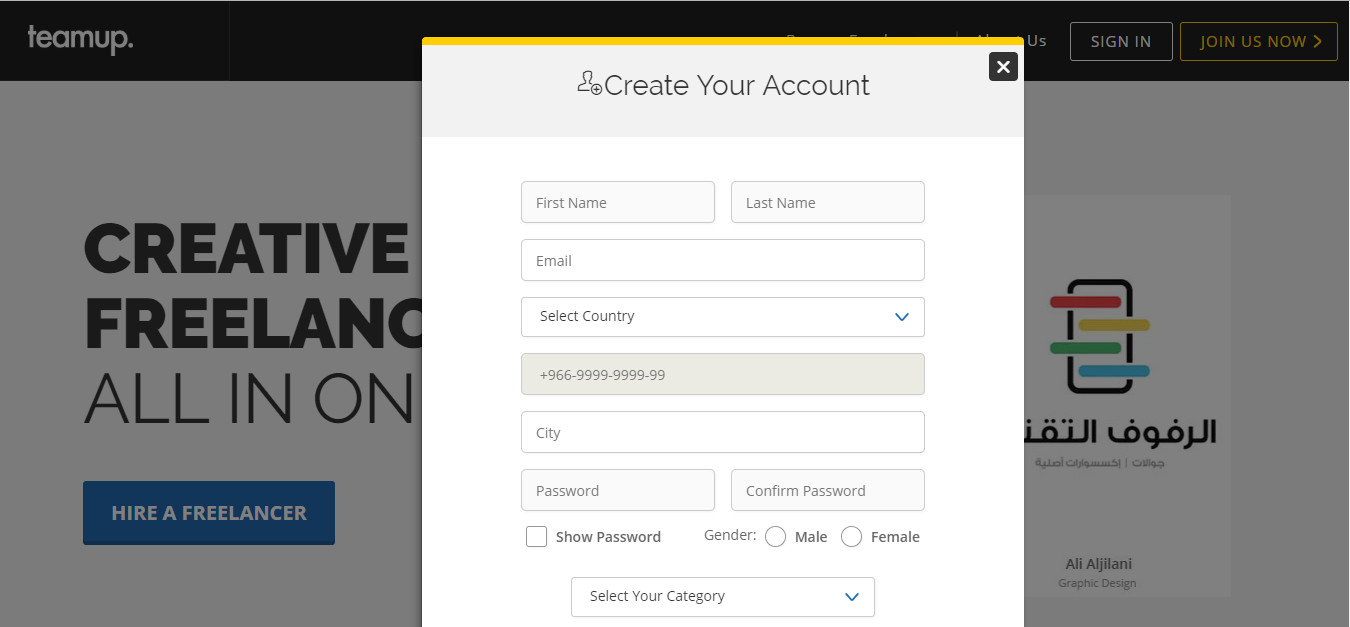 teamup.
Us
SIGN IN
JOIN US NOW
Create Your Account
First Name
Last Name
Email
Select Country
+966-9999-9999-99
City
Password
Confirm Password
Show Password
Gender:
Male
Female
Select Your Category
CREATIVE
FREELANC
ALL IN ON
HIRE A FREELANCER
الرفوف التقن
جوالات | إكسسوارات أصلية
Ali Aljilani
Graphic Design